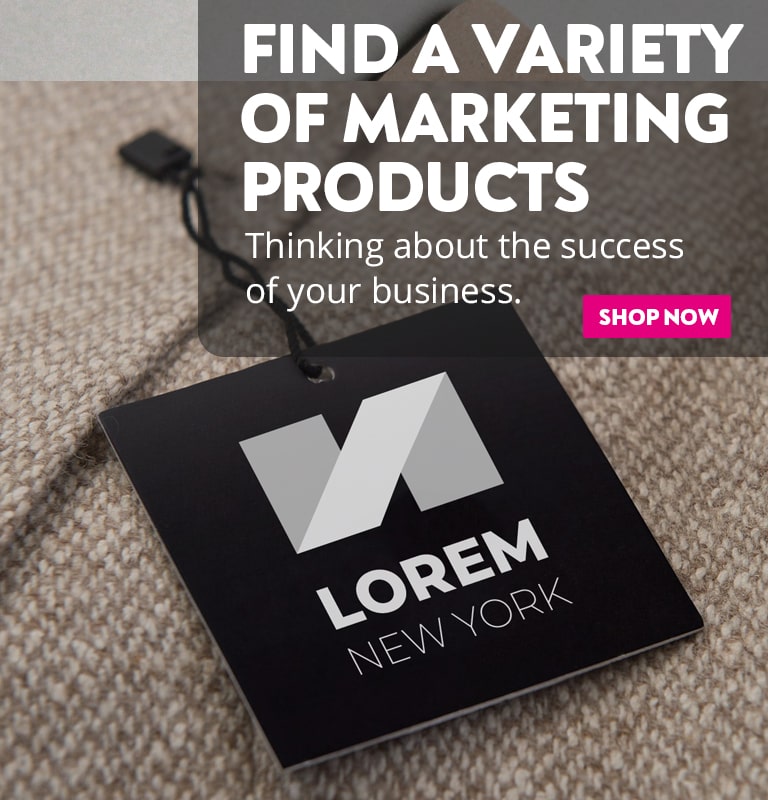 FIND A VARIETY
OF MARKETING
PRODUCTS
Thinking about the success
of your business.
SHOP NOW
LOREM
NEW YORK